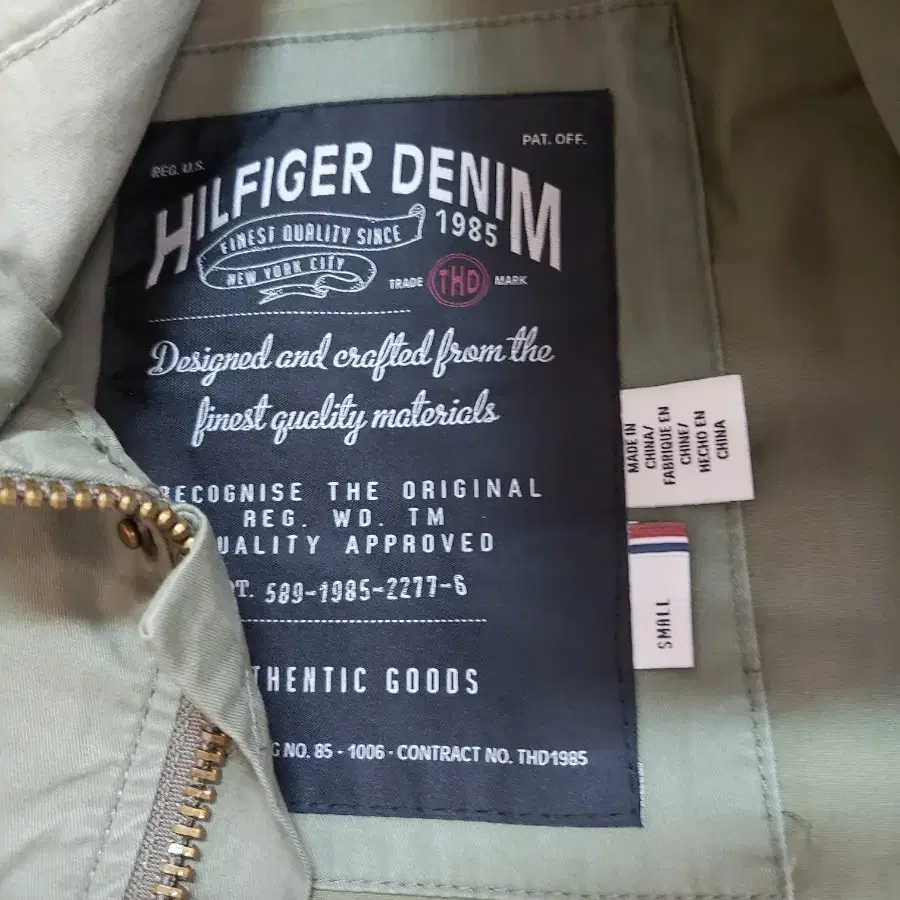 REG. U.S.
PAT. OFF.
HILFIGER DENIM
FINEST QUALITY SINCE
1985
NEW YORK CITY
TRADE THD MARK
Designed and crafted from the
finest quality materials
RECOGNISE THE ORIGINAL
REG. WD. TM
UALITY APPROVED
T. 589-1985-2277-6
THENTIC GOODS
G NO. 85 - 1006 - CONTRACT NO. THD1985
MADE IN
CHINA/
FABRIQUE EN
CHINE/
HECHO EN
CHINA
SMALL